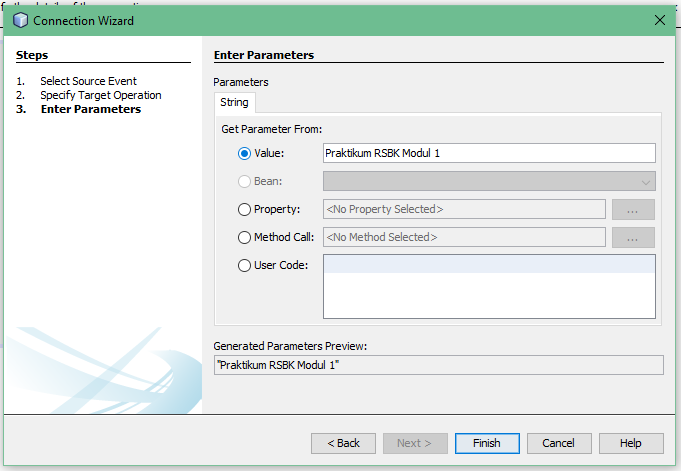 Connection Wizard
Steps
1. Select Source Event
2. Specify Target Operation
3. Enter Parameters
Enter Parameters
Parameters
String
Get Parameter From:
Value: Praktikum RSBK Modul 1
Bean:
Property: <No Property Selected> ...
Method Call: <No Method Selected> ...
User Code:
Generated Parameters Preview:
"Praktikum RSBK Modul 1"
< Back Next > Finish Cancel Help